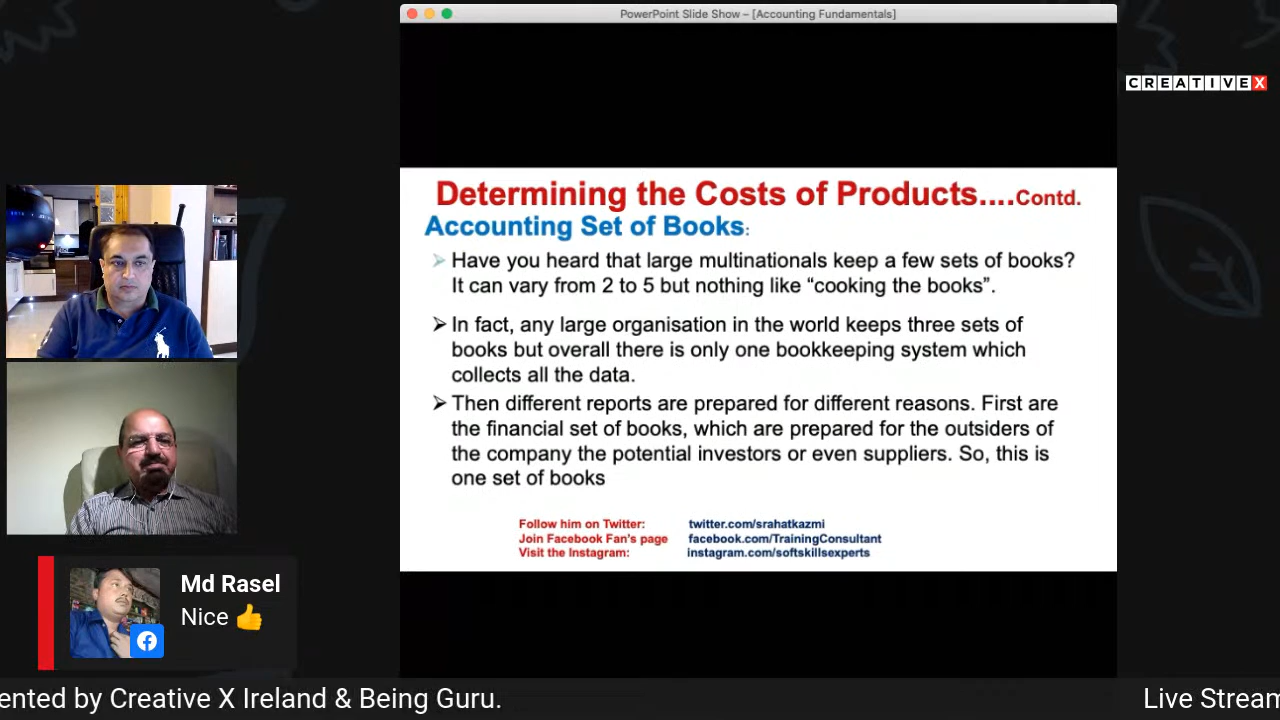 PowerPoint Slide Show – [Accounting Fundamentals]
CREATIVEX
Determining the Costs of Products....Contd.
Accounting Set of Books:
➢ Have you heard that large multinationals keep a few sets of books?
It can vary from 2 to 5 but nothing like “cooking the books”.
➢ In fact, any large organisation in the world keeps three sets of
books but overall there is only one bookkeeping system which
collects all the data.
➢ Then different reports are prepared for different reasons. First are
the financial set of books, which are prepared for the outsiders of
the company the potential investors or even suppliers. So, this is
one set of books
Follow him on Twitter: twitter.com/srahatkazmi
Join Facebook Fan's page facebook.com/TrainingConsultant
Visit the Instagram: instagram.com/softskillsexperts
Md Rasel
Nice 👍
ented by Creative X Ireland & Being Guru. Live Stream